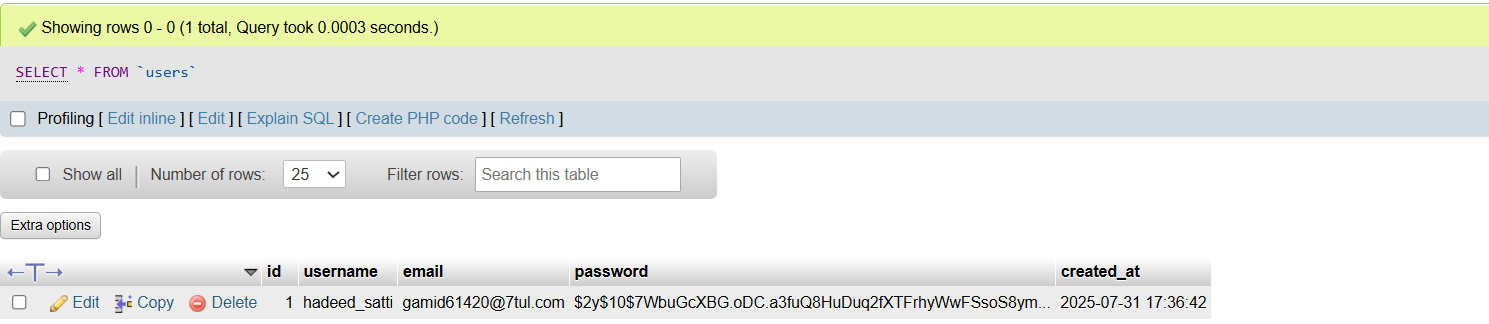 Showing rows 0 - 0 (1 total, Query took 0.0003 seconds.)
SELECT * FROM `users`
Profiling [ Edit inline ] [ Edit ] [ Explain SQL ] [ Create PHP code ] [ Refresh ]
Show all Number of rows: 25 Filter rows: Search this table
Extra options
id username email password created_at
Edit Copy Delete 1 hadeed_satti gamid61420@7tul.com $2y$10$7WbuGcXBG.oDC.a3fuQ8HuDuq2fXTFrhyWwFSsoS8ym... 2025-07-31 17:36:42